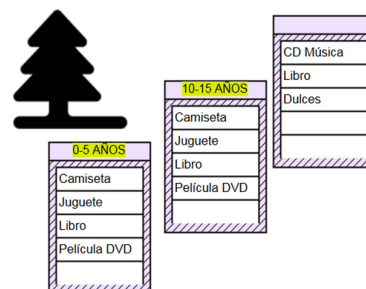 0-5 AÑOS
Camiseta
Juguete
Libro
Película DVD
10-15 AÑOS
Camiseta
Juguete
Libro
Película DVD
CD Música
Libro
Dulces